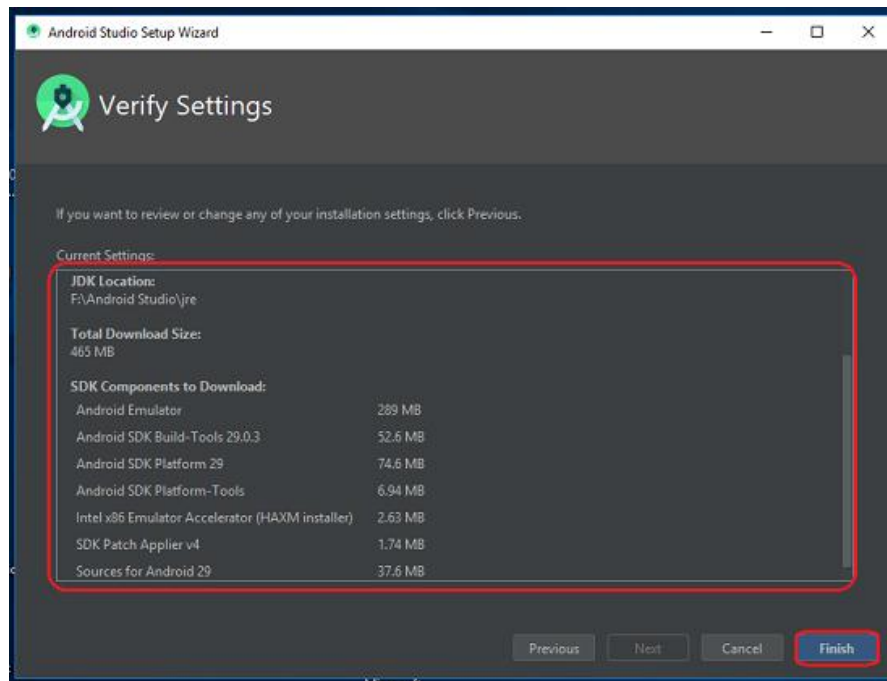 Android Studio Setup Wizard
Verify Settings
If you want to review or change any of your installation settings, click Previous.
Current Settings:
JDK Location:
F:\Android Studio\jre
Total Download Size:
465 MB
SDK Components to Download:
Android Emulator 289 MB
Android SDK Build-Tools 29.0.3 52.6 MB
Android SDK Platform 29 74.6 MB
Android SDK Platform-Tools 6.94 MB
Intel x86 Emulator Accelerator (HAXM installer) 2.63 MB
SDK Patch Applier v4 1.74 MB
Sources for Android 29 37.6 MB
Previous Next Cancel Finish